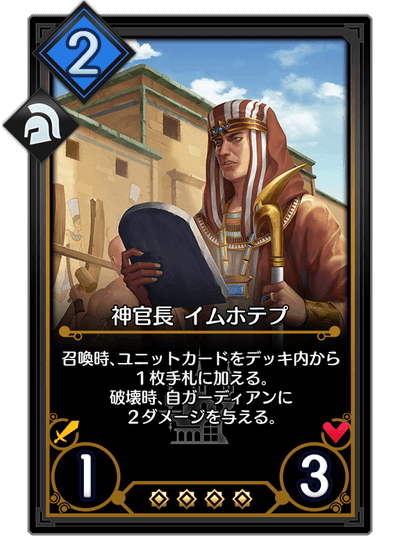 2
神官長 イムホテプ
召喚時、ユニットカードをデッキ内から
1枚手札に加える。
破壊時、自ガーディアンに
2ダメージを与える。
1
3